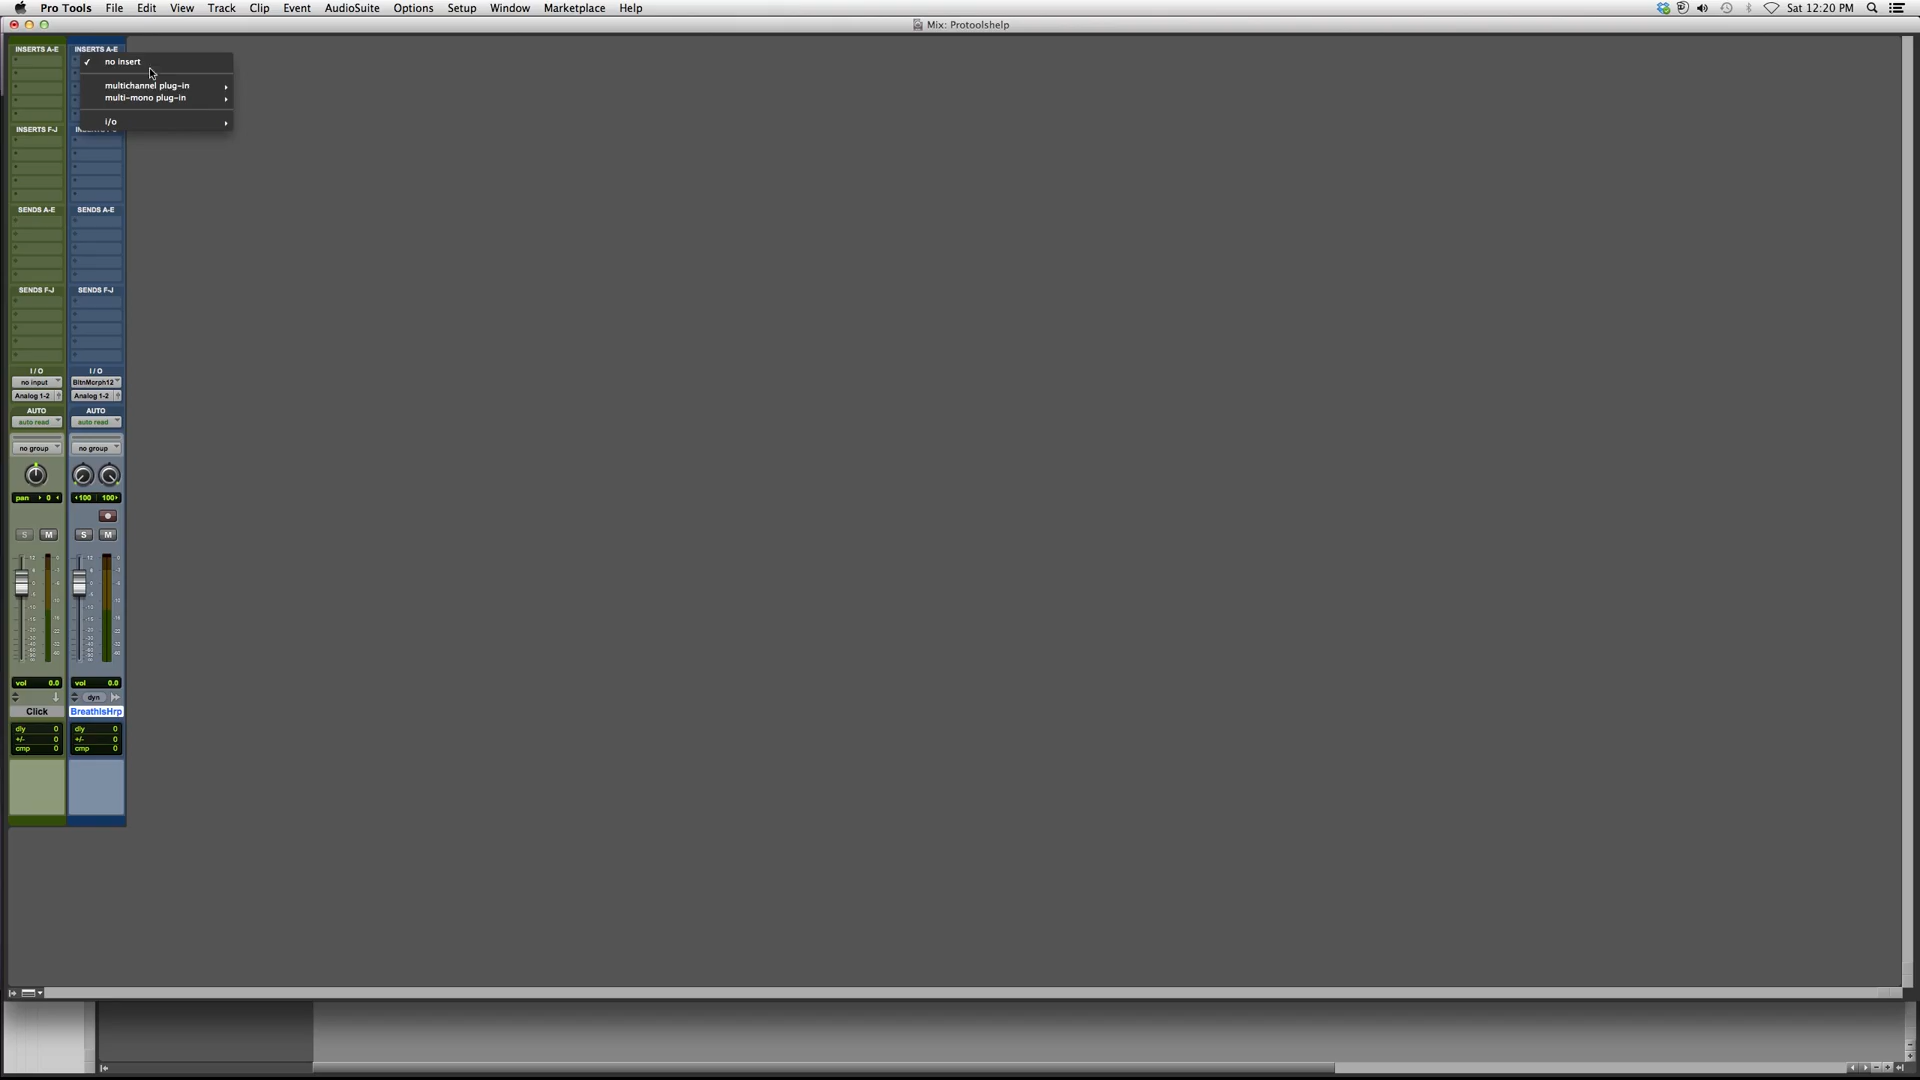 Pro Tools File Edit View Track Clip Event AudioSuite Options Setup Window Marketplace Help Sat 12:20 PM
Mix: Protoolshelp
INSERTS A-E INSERTS A-E
✓ no insert
multichannel plug-in
multi-mono plug-in
i/o
INSERTS F-J
SENDS A-E SENDS A-E
SENDS F-J SENDS F-J
I / O I / O
no input BltnMcrph12
Analog 1-2 Analog 1-2
AUTO AUTO
auto read auto read
no group no group
pan 0 100 100
S M S M
vol 0.0 vol 0.0
dyn
Click BreathIsHrp
dly 0 dly 0
+/- 0 +/- 0
cmp 0 cmp 0